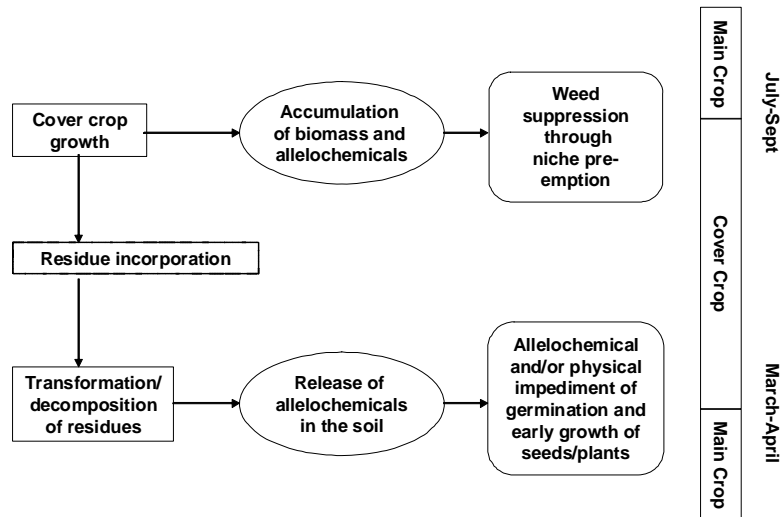 Cover crop
growth
Accumulation
of biomass and
allelochemicals
Weed
suppression
through
niche pre-
emption
Residue incorporation
Transformation/
decomposition
of residues
Release of
allelochemicals
in the soil
Allelochemical
and/or physical
impediment of
germination and
early growth of
seeds/plants
Main Crop
Cover Crop
Main Crop
July-Sept
March-April